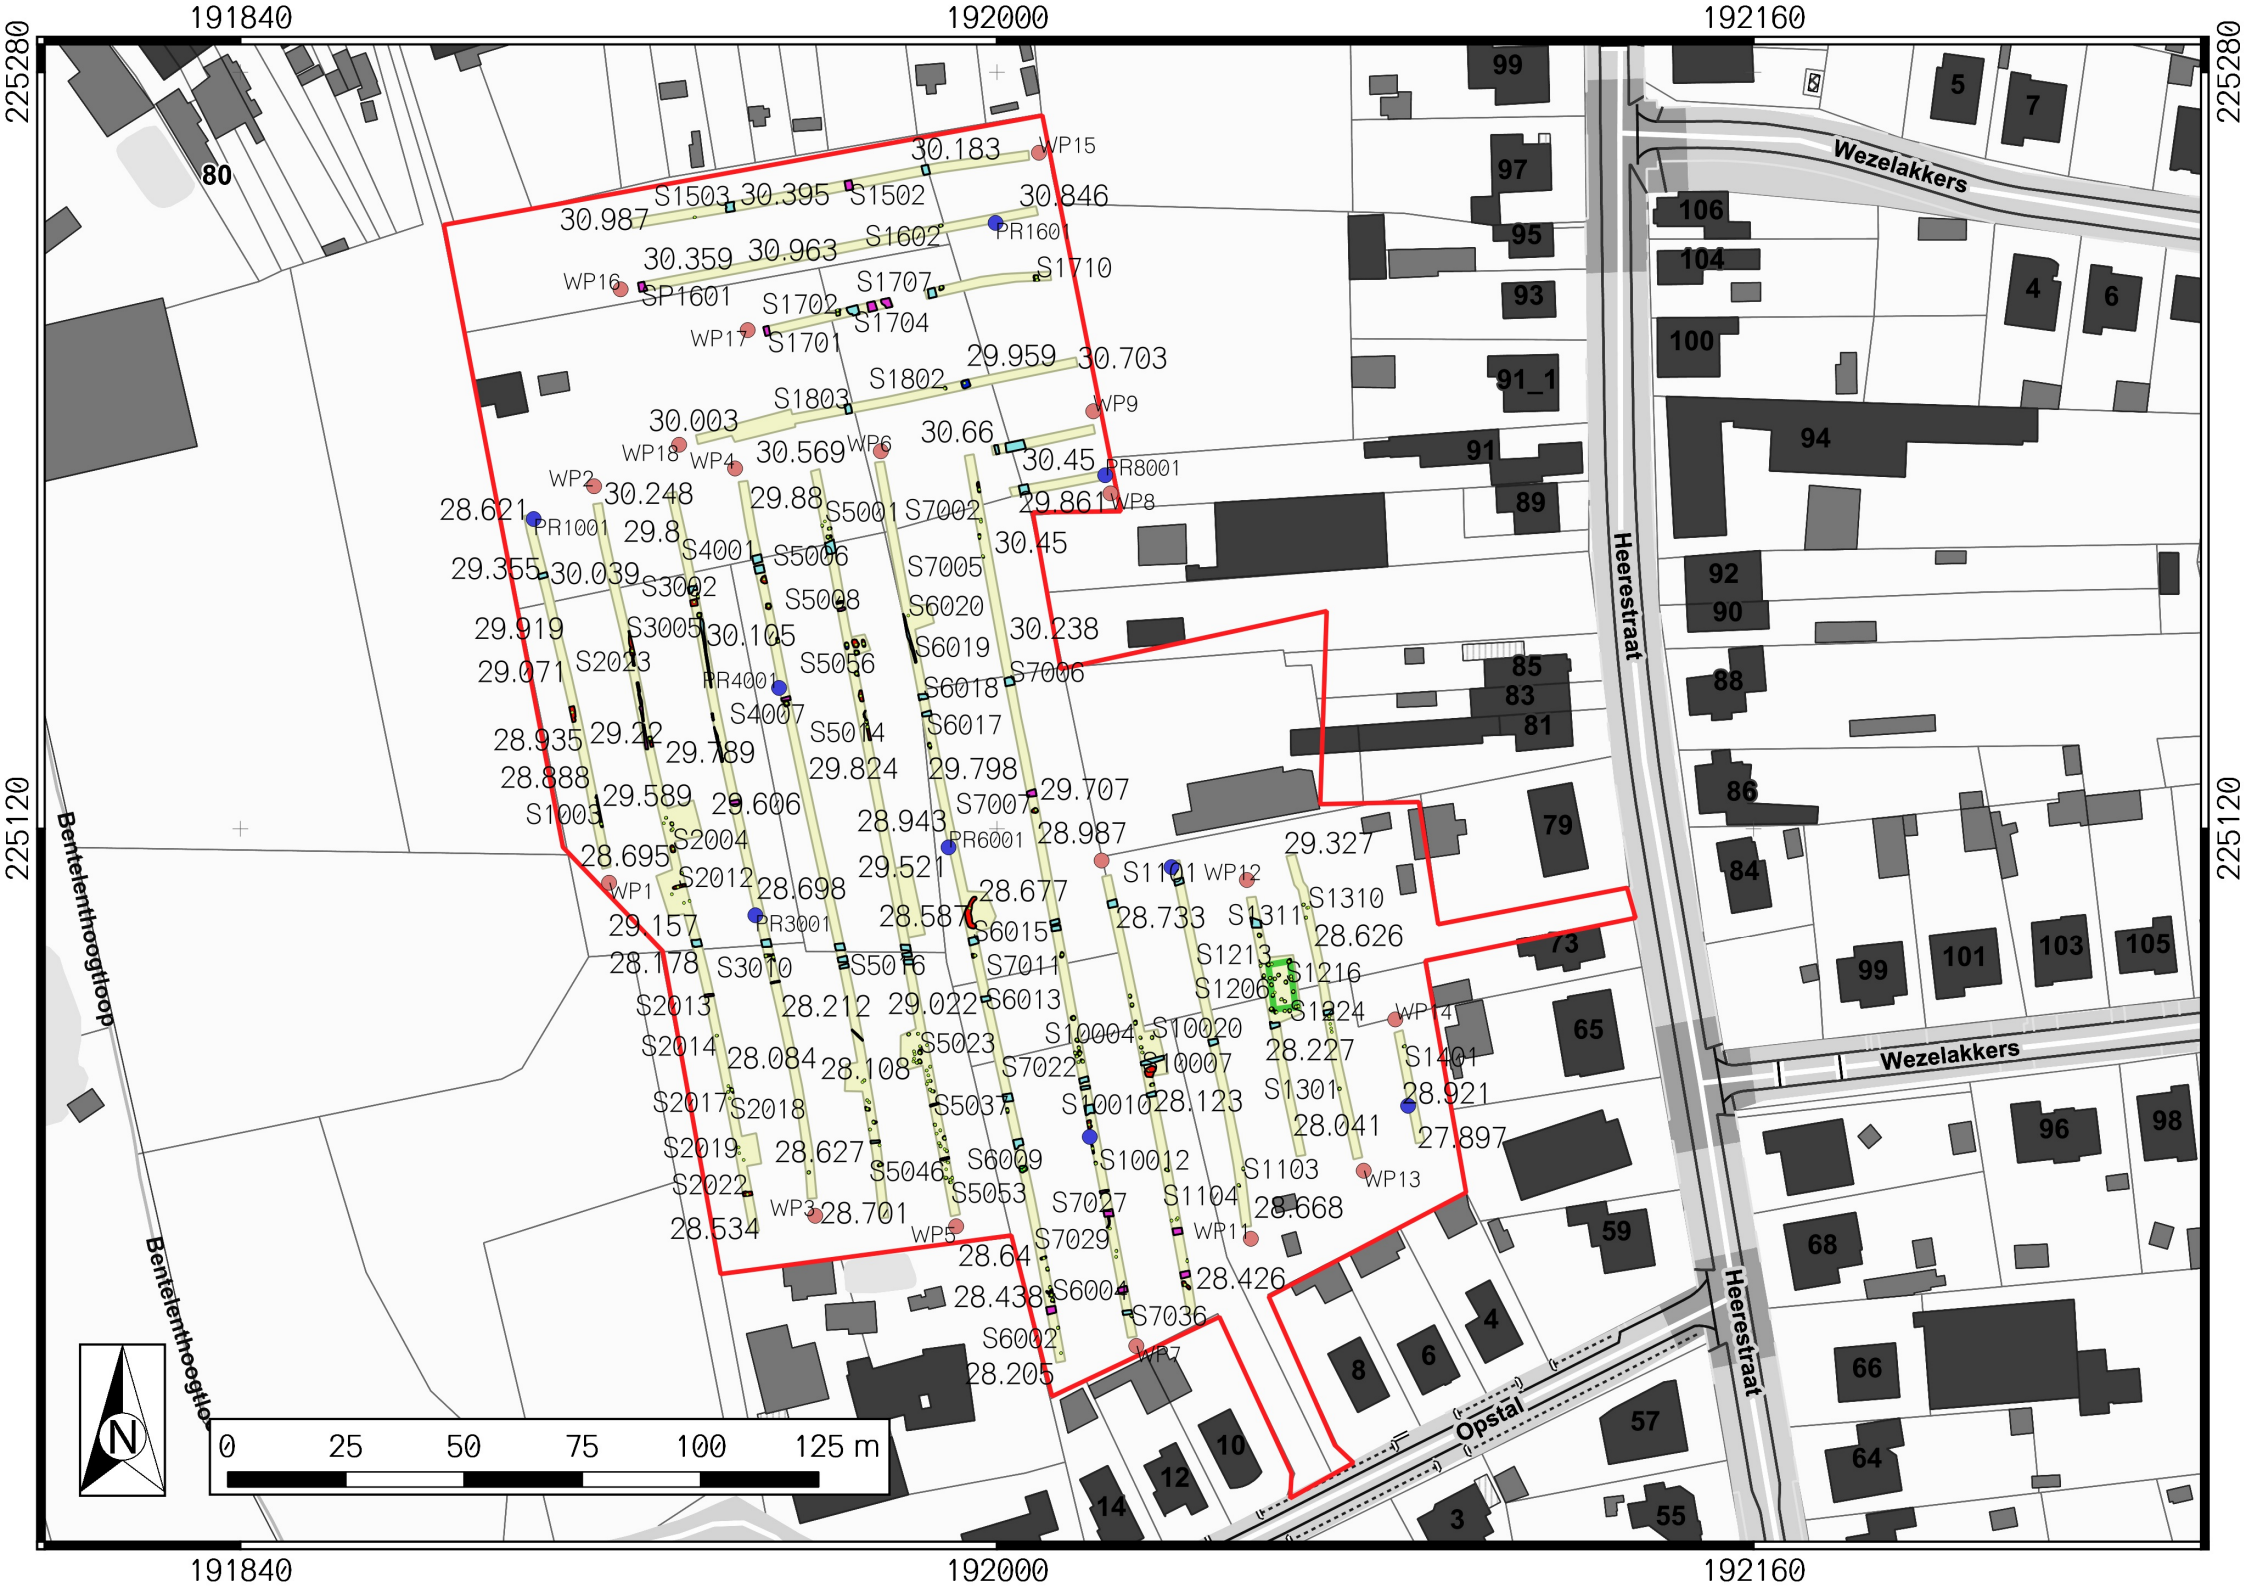 191840 192000 192160
225280 225280
99 5 7
80
30.183 WP15
97 Wezelakkers
S1503 30.395 S1502
30.987 30.846
106
S1602 PR1601 95
30.359 30.963
104
WP16 SP1601 S1707 S1710
93 4 6
S1702 S1704
WP17 S1701 100
29.959 30.703
S1802 91_1
S1803
WP9
30.003 30.66
94
WP18 WP4 30.569 WP6 91
30.45 PR8001
WP2 30.248 29.88
29.861 WP8 89
28.621 PR1001 S5001 S7002
29.8 30.45
S4001 S5006
Heerestraat
29.355 30.039 S7005
92
S3002 S5008 S6020
90
29.919 S3005 30.105 30.238
S6019
29.071 S2023 S5056 85
PR4001 S6018 S7006 88
83
S4007 S6017
28.935 29.22 S5014 81
29.789
28.888 29.824 29.798
29.589 29.606 S7007 29.707 86
S1003 28.943 28.987 79
225120 225120
Bentelenthoogtloop
S2004 PR6001 29.327
28.695 29.521 S1101 WP12
WP1 S2012 28.698 28.677 84
S1310
PR3001 28.587 28.733 S1311
29.157 S6015 28.626
73 99 101 103 105
28.178 S3010 S5016 S7011 S1213
S1216
S2013 28.212 29.022 S6013 S1206
S1224 WP14
S2014 S5023 S10004 S10020 65
28.084 28.108 S7022 S10007 28.227 S1401
Wezelakkers
S2017 S2018 S5037 S10010 28.123 S1301 28.921
28.041 27.897 96 98
S2019 28.627 S6009 S10012
S5046 S1103 WP13
S2022 S5053 S7027 S1104
WP3 28.701 28.668
28.534 WP5 S7029 WP11 59 68
28.64
Bentelenthoogtlo
28.438 S6004 28.426
S7036 4
Heerestraat
S6002 WP7
28.205 8 6 66
Opstal
57
N
0 25 50 75 100 125 m
10
64
12
14 3 55
191840 192000 192160